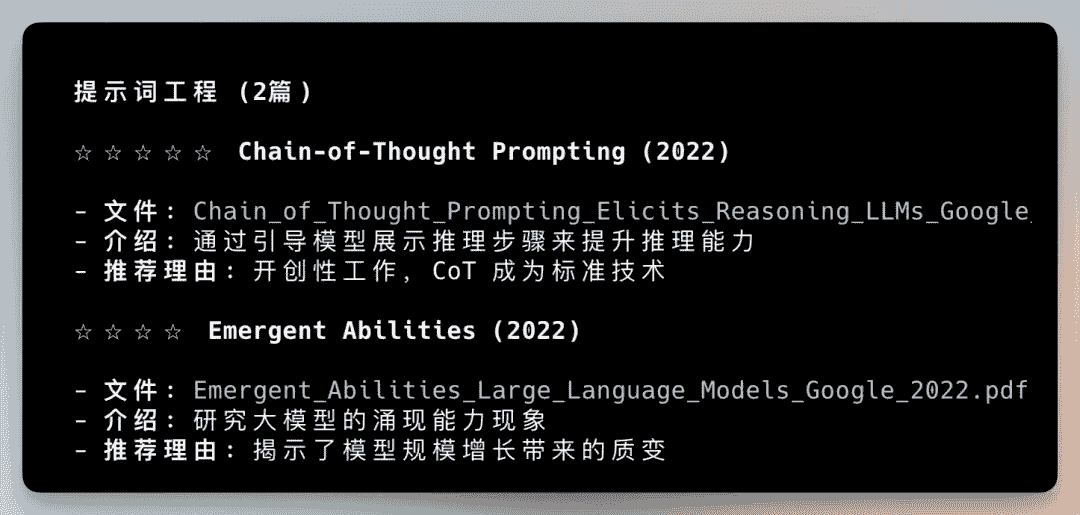 提示词工程 (2篇)
☆☆☆☆☆ Chain-of-Thought Prompting (2022)
- 文件: Chain_of_Thought_Prompting_Elicits_Reasoning_LLMs_Google_
- 介绍: 通过引导模型展示推理步骤来提升推理能力
- 推荐理由: 开创性工作, CoT 成为标准技术
☆☆☆☆ Emergent Abilities (2022)
- 文件: Emergent_Abilities_Large_Language_Models_Google_2022.pdf
- 介绍: 研究大模型的涌现能力现象
- 推荐理由: 揭示了模型规模增长带来的质变